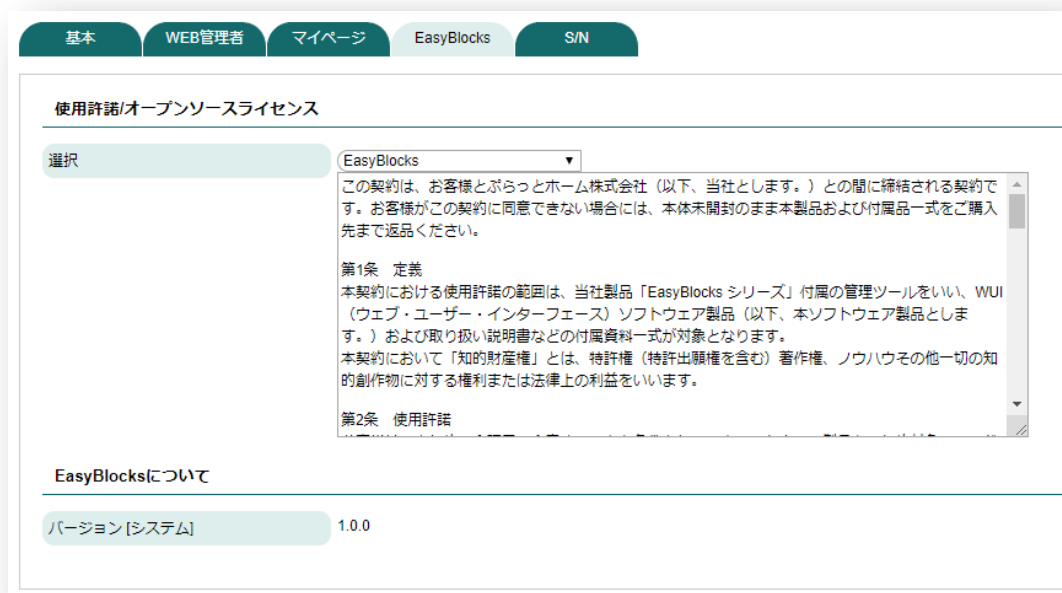 基本 WEB管理者 マイページ EasyBlocks S/N
使用許諾/オープンソースライセンス
選択 EasyBlocks
この契約は、お客様とぷらっとホーム株式会社（以下、当社とします。）との間に締結される契約で
す。お客様がこの契約に同意できない場合には、本体未開封のまま本製品および付属品一式をご購入
先まで返品ください。
第1条　定義
本契約における使用許諾の範囲は、当社製品「EasyBlocks シリーズ」付属の管理ツールをいい、WUI
（ウェブ・ユーザー・インターフェース）ソフトウェア製品（以下、本ソフトウェア製品としま
す。）および取り扱い説明書などの付属資料一式が対象となります。
本契約において「知的財産権」とは、特許権（特許出願権を含む）著作権、ノウハウその他一切の知
的創作物に対する権利または法律上の利益をいいます。
第2条　使用許諾
EasyBlocksについて
バージョン [システム] 1.0.0